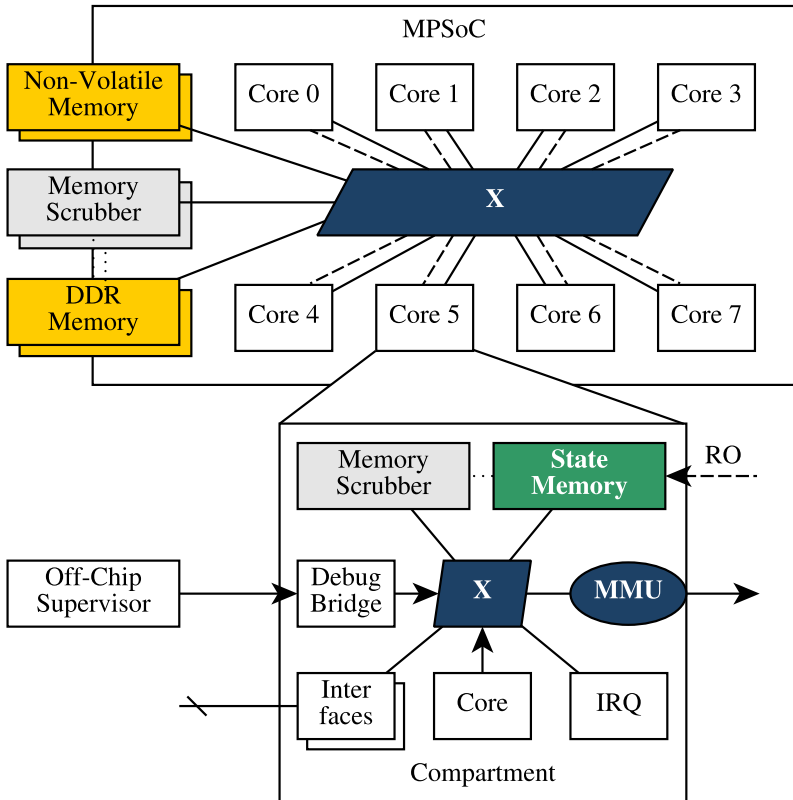 MPSoC
Non-Volatile
Memory
Core 0
Core 1
Core 2
Core 3
Memory
Scrubber
X
DDR
Memory
Core 4
Core 5
Core 6
Core 7
Memory
Scrubber
State
Memory
RO
Off-Chip
Supervisor
Debug
Bridge
X
MMU
Inter
faces
Core
IRQ
Compartment